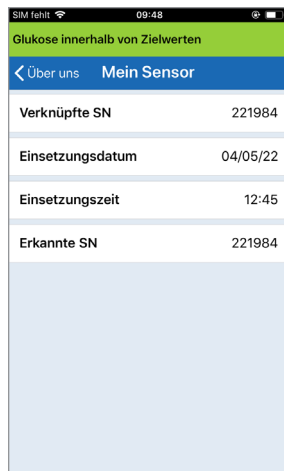 SIM fehlt 09:48
Glukose innerhalb von Zielwerten
Über uns Mein Sensor
Verknüpfte SN 221984
Einsetzungsdatum 04/05/22
Einsetzungszeit 12:45
Erkannte SN 221984